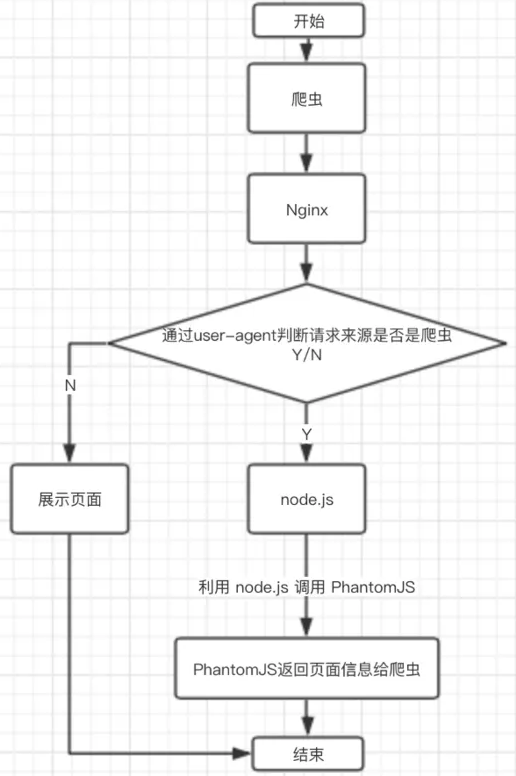 开始
爬虫
Nginx
通过user-agent判断请求来源是否是爬虫
Y/N
N
Y
展示页面
node.js
利用 node.js 调用 PhantomJS
PhantomJS返回页面信息给爬虫
结束